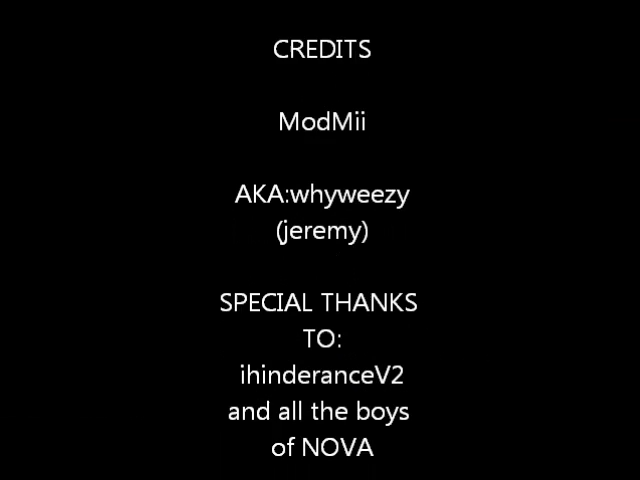 CREDITS
ModMii
AKA:whyweezy
(jeremy)
SPECIAL THANKS
TO:
ihinderanceV2
and all the boys
of NOVA